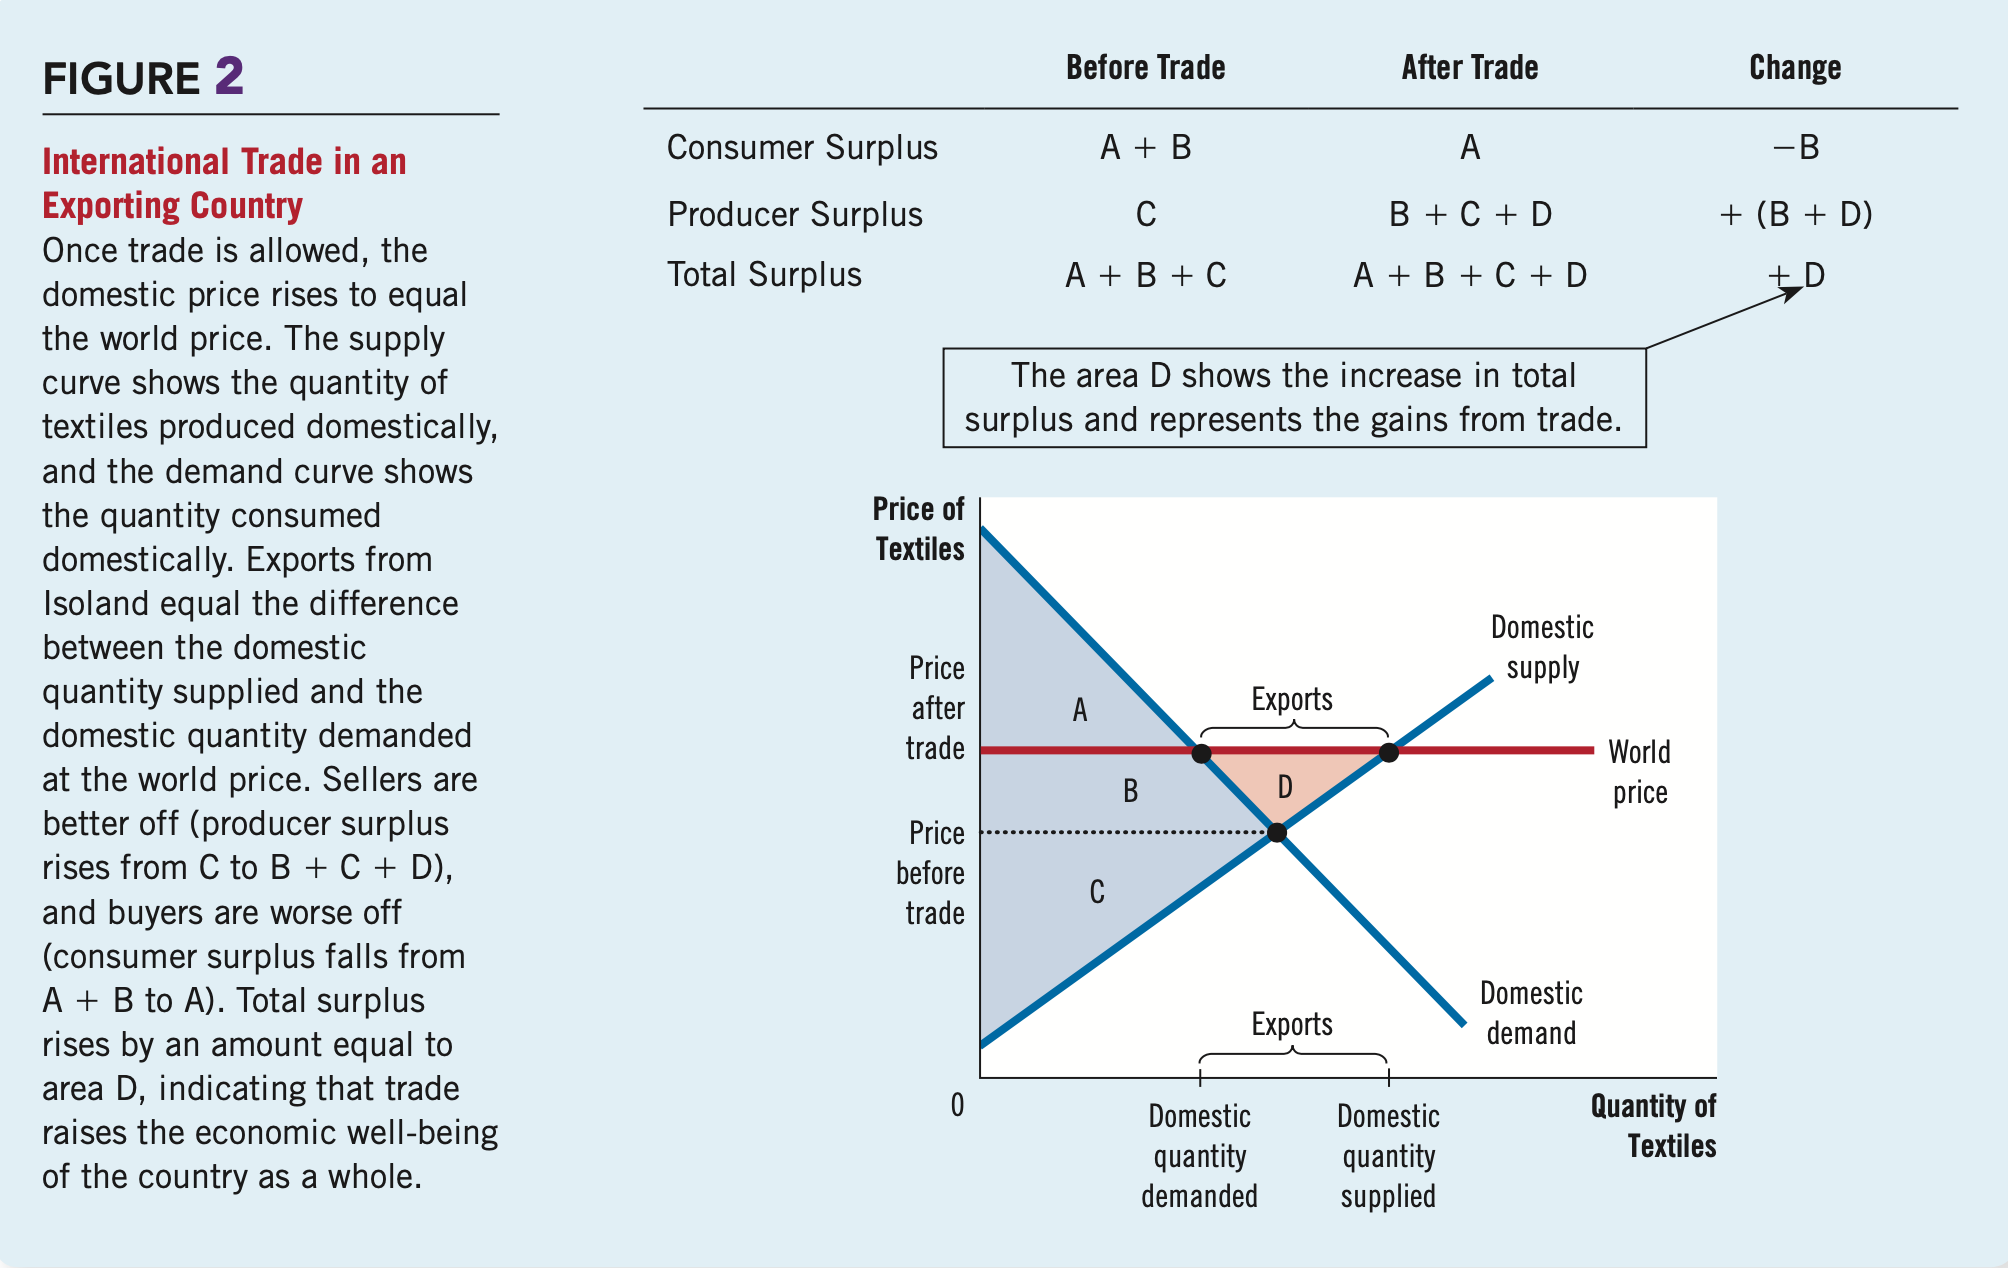 FIGURE 2
International Trade in an
Exporting Country
Once trade is allowed, the
domestic price rises to equal
the world price. The supply
curve shows the quantity of
textiles produced domestically,
and the demand curve shows
the quantity consumed
domestically. Exports from
Isoland equal the difference
between the domestic
quantity supplied and the
domestic quantity demanded
at the world price. Sellers are
better off (producer surplus
rises from C to B + C + D),
and buyers are worse off
(consumer surplus falls from
A + B to A). Total surplus
rises by an amount equal to
area D, indicating that trade
raises the economic well-being
of the country as a whole.
Before Trade After Trade Change
Consumer Surplus A + B A −B
Producer Surplus C B + C + D + (B + D)
Total Surplus A + B + C A + B + C + D + D
The area D shows the increase in total
surplus and represents the gains from trade.
Price of
Textiles
Domestic
supply
Price
after
trade
Exports
A
World
price
B
D
Price
before
trade
C
Domestic
demand
Exports
0
Domestic
quantity
demanded
Domestic
quantity
supplied
Quantity of
Textiles